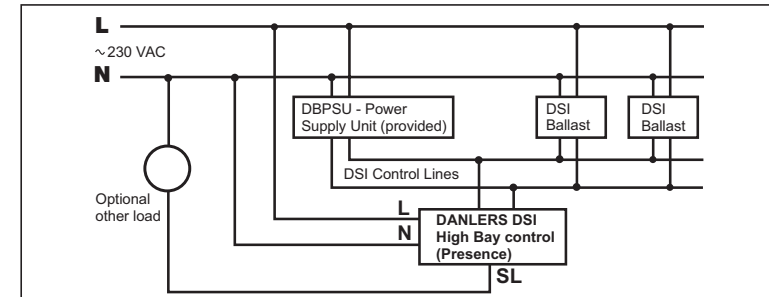 L
~230 VAC
N
DBPSU - Power
Supply Unit (provided)
DSI
Ballast
DSI
Ballast
DSI Control Lines
Optional
other load
L
N
DANLERS DSI
High Bay control
(Presence)
SL